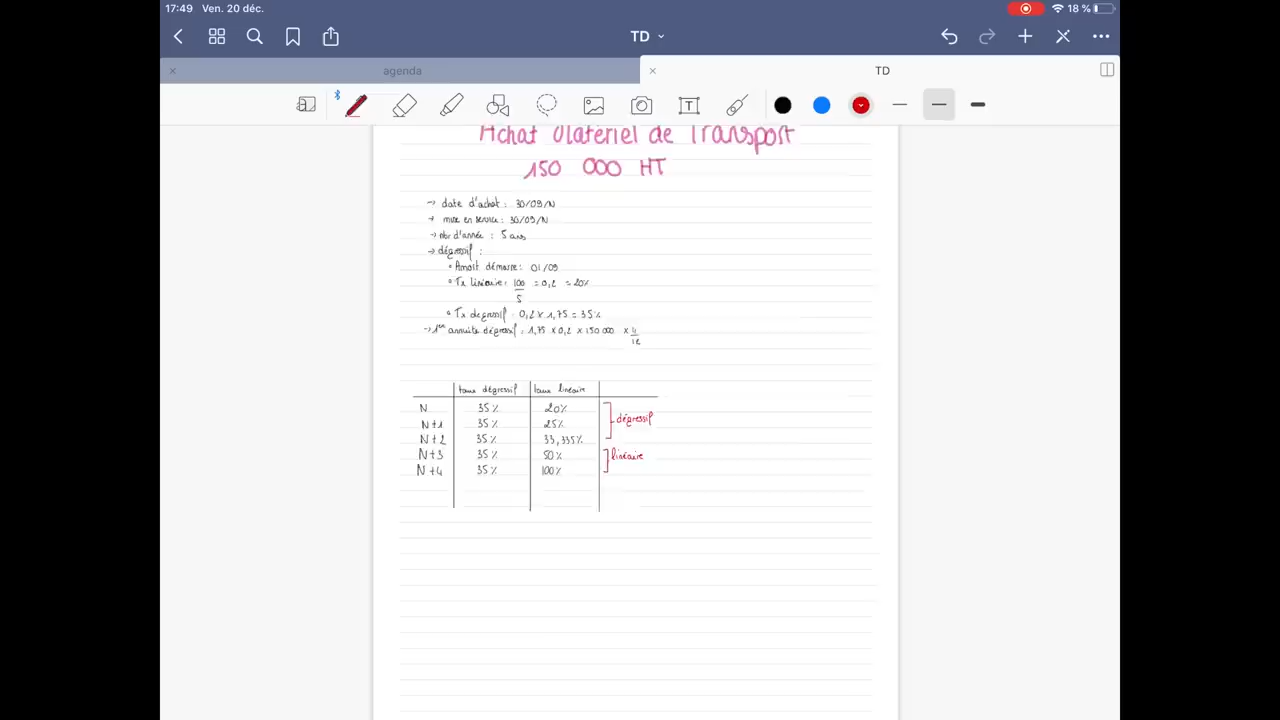 17:49 Ven. 20 déc. 18 %
TD
agenda TD
Achat Matériel de Transport
150 000 HT
→ date d'achat : 30/09/N
→ mise en service : 30/09/N
→ nbr d'année : 5 ans
→ dégressif :
° Amort démarre : 01/09
° Tx linéaire : 100/5 = 0,2 = 20%
° Tx degressif : 0,2 x 1,75 = 35%
→ 1ère annuité dégressif = 1,75 x 0,2 x 150 000 x 4/12
taux dégressif taux linéaire
N 35% 20%
dégressif
N+1 35% 25%
N+2 35% 33,335%
N+3 35% 50% linéaire
N+4 35% 100%